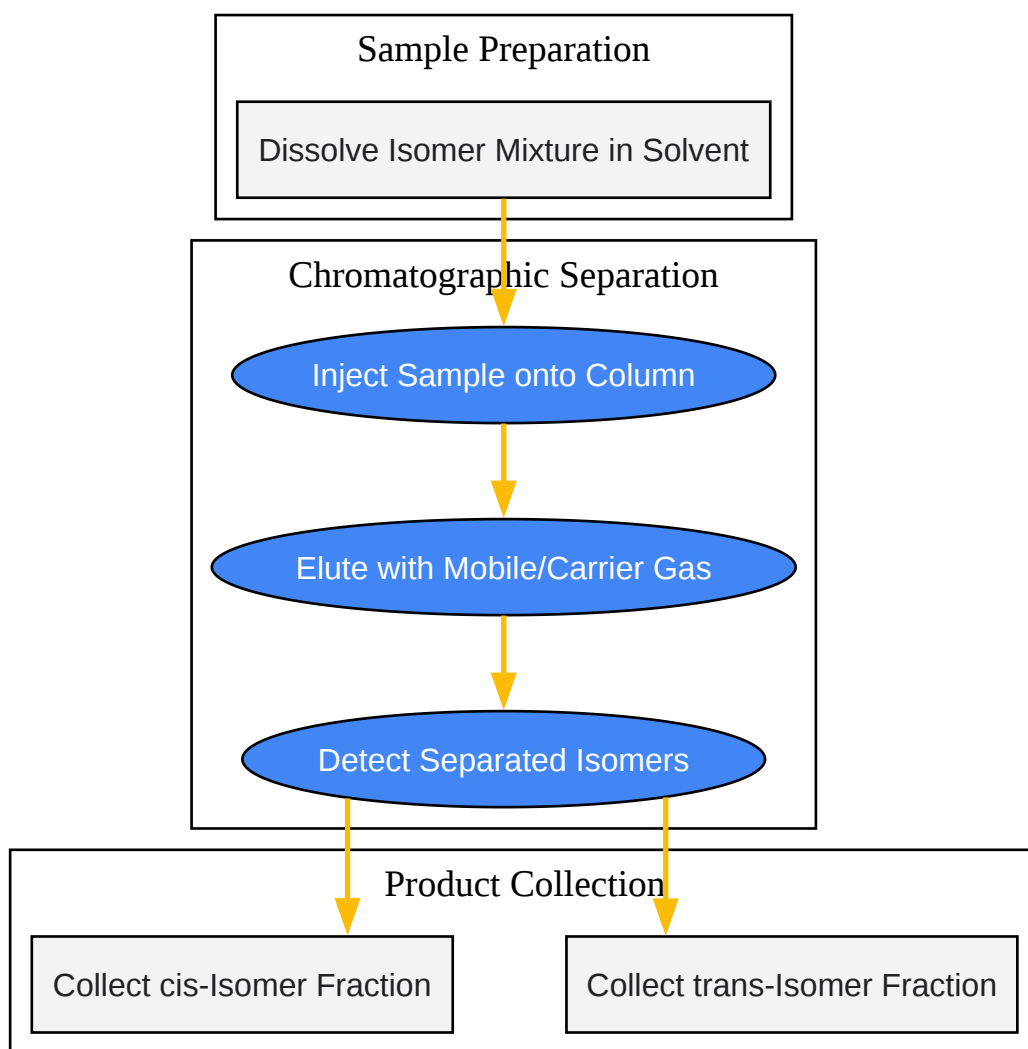 Sample Preparation
Dissolve Isomer Mixture in Solvent
Chromatographic Separation
Inject Sample onto Column
Elute with Mobile/Carrier Gas
Detect Separated Isomers
Product Collection
Collect cis-Isomer Fraction
Collect trans-Isomer Fraction